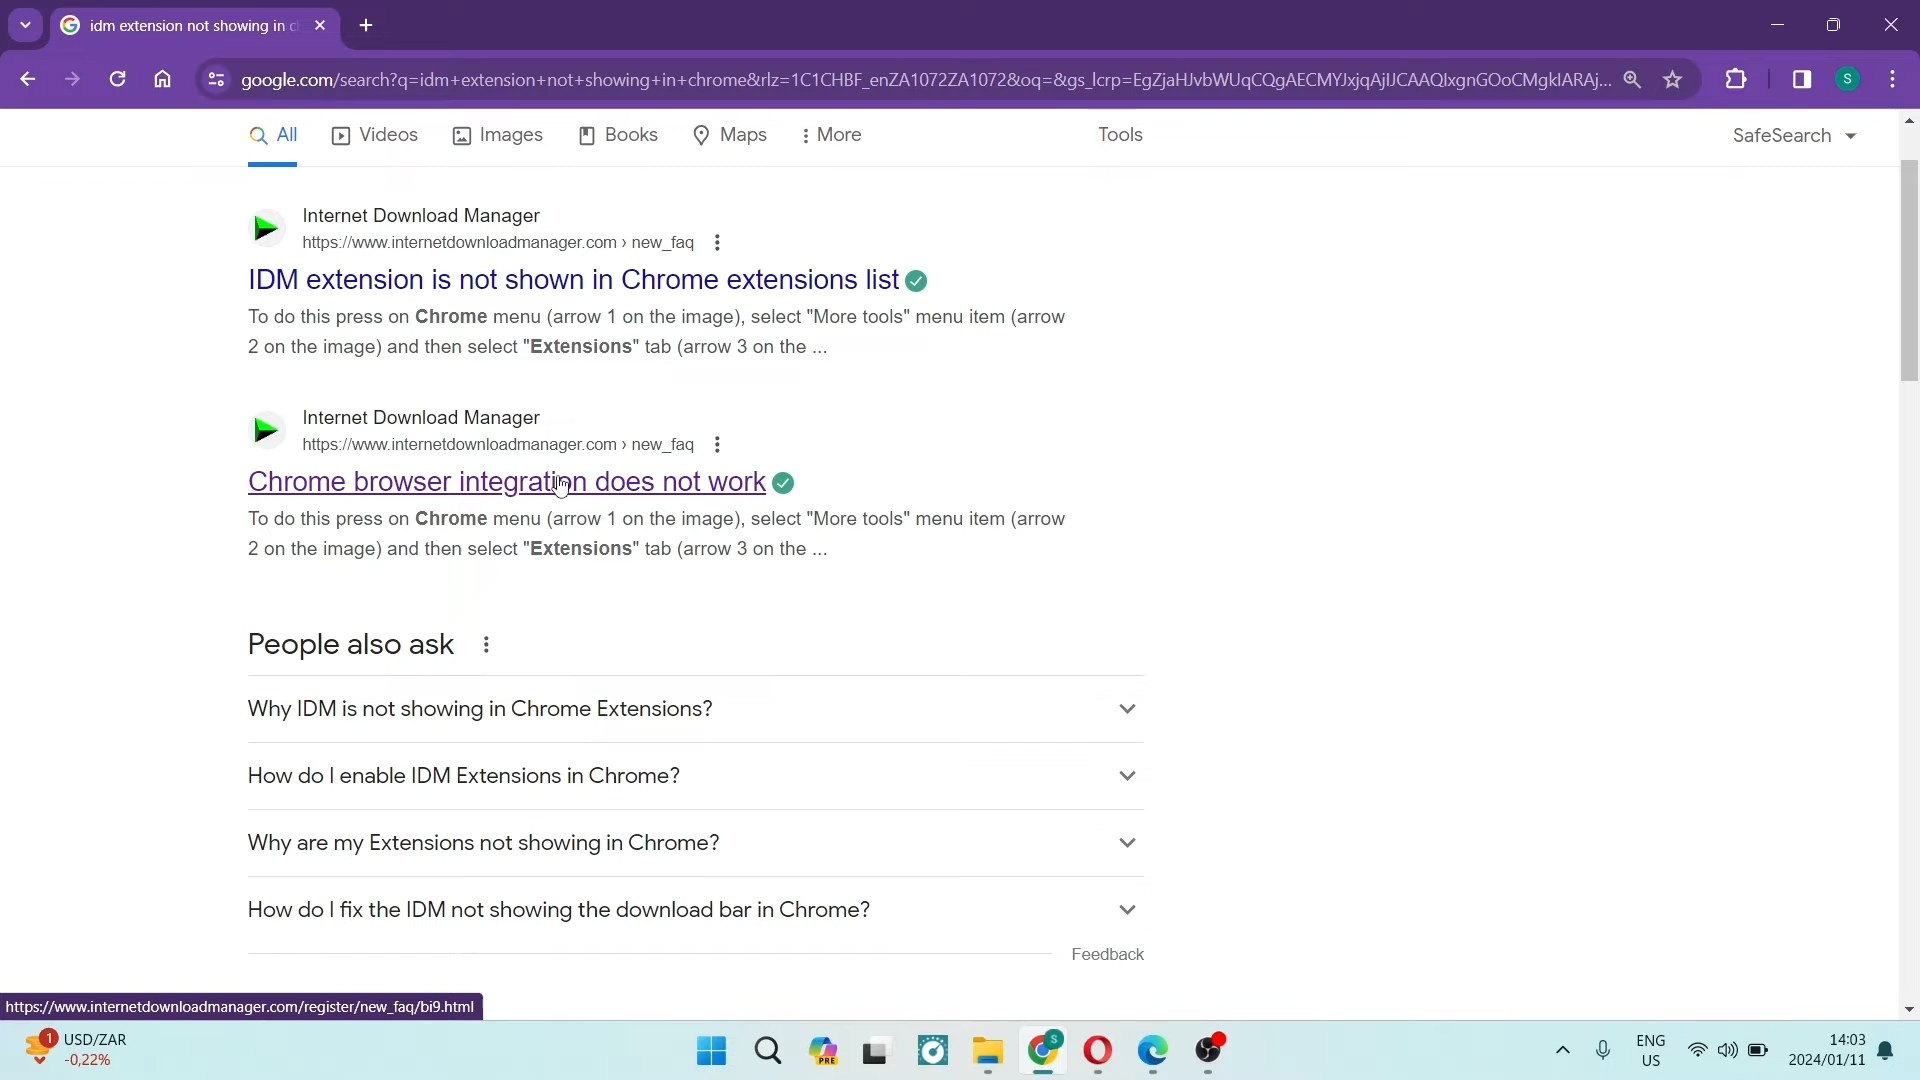 idm extension not showing in c
google.com/search?q=idm+extension+not+showing+in+chrome&rlz=1C1CHBF_enZA1072ZA1072&oq=&gs_lcrp=EgZjaHJvbWUqCQgAECMYJxjqAjIJCAAQIxgnGOoCMgkIARAj...
S
All
Videos
Images
Books
Maps
More
Tools
SafeSearch
Internet Download Manager
https://www.internetdownloadmanager.com › new_faq
IDM extension is not shown in Chrome extensions list
To do this press on Chrome menu (arrow 1 on the image), select "More tools" menu item (arrow
2 on the image) and then select "Extensions" tab (arrow 3 on the ...
Internet Download Manager
https://www.internetdownloadmanager.com › new_faq
Chrome browser integration does not work
To do this press on Chrome menu (arrow 1 on the image), select "More tools" menu item (arrow
2 on the image) and then select "Extensions" tab (arrow 3 on the ...
People also ask
Why IDM is not showing in Chrome Extensions?
How do I enable IDM Extensions in Chrome?
Why are my Extensions not showing in Chrome?
How do I fix the IDM not showing the download bar in Chrome?
Feedback
https://www.internetdownloadmanager.com/register/new_faq/bi9.html
1
USD/ZAR
-0,22%
PRE
S
ENG
US
14:03
2024/01/11